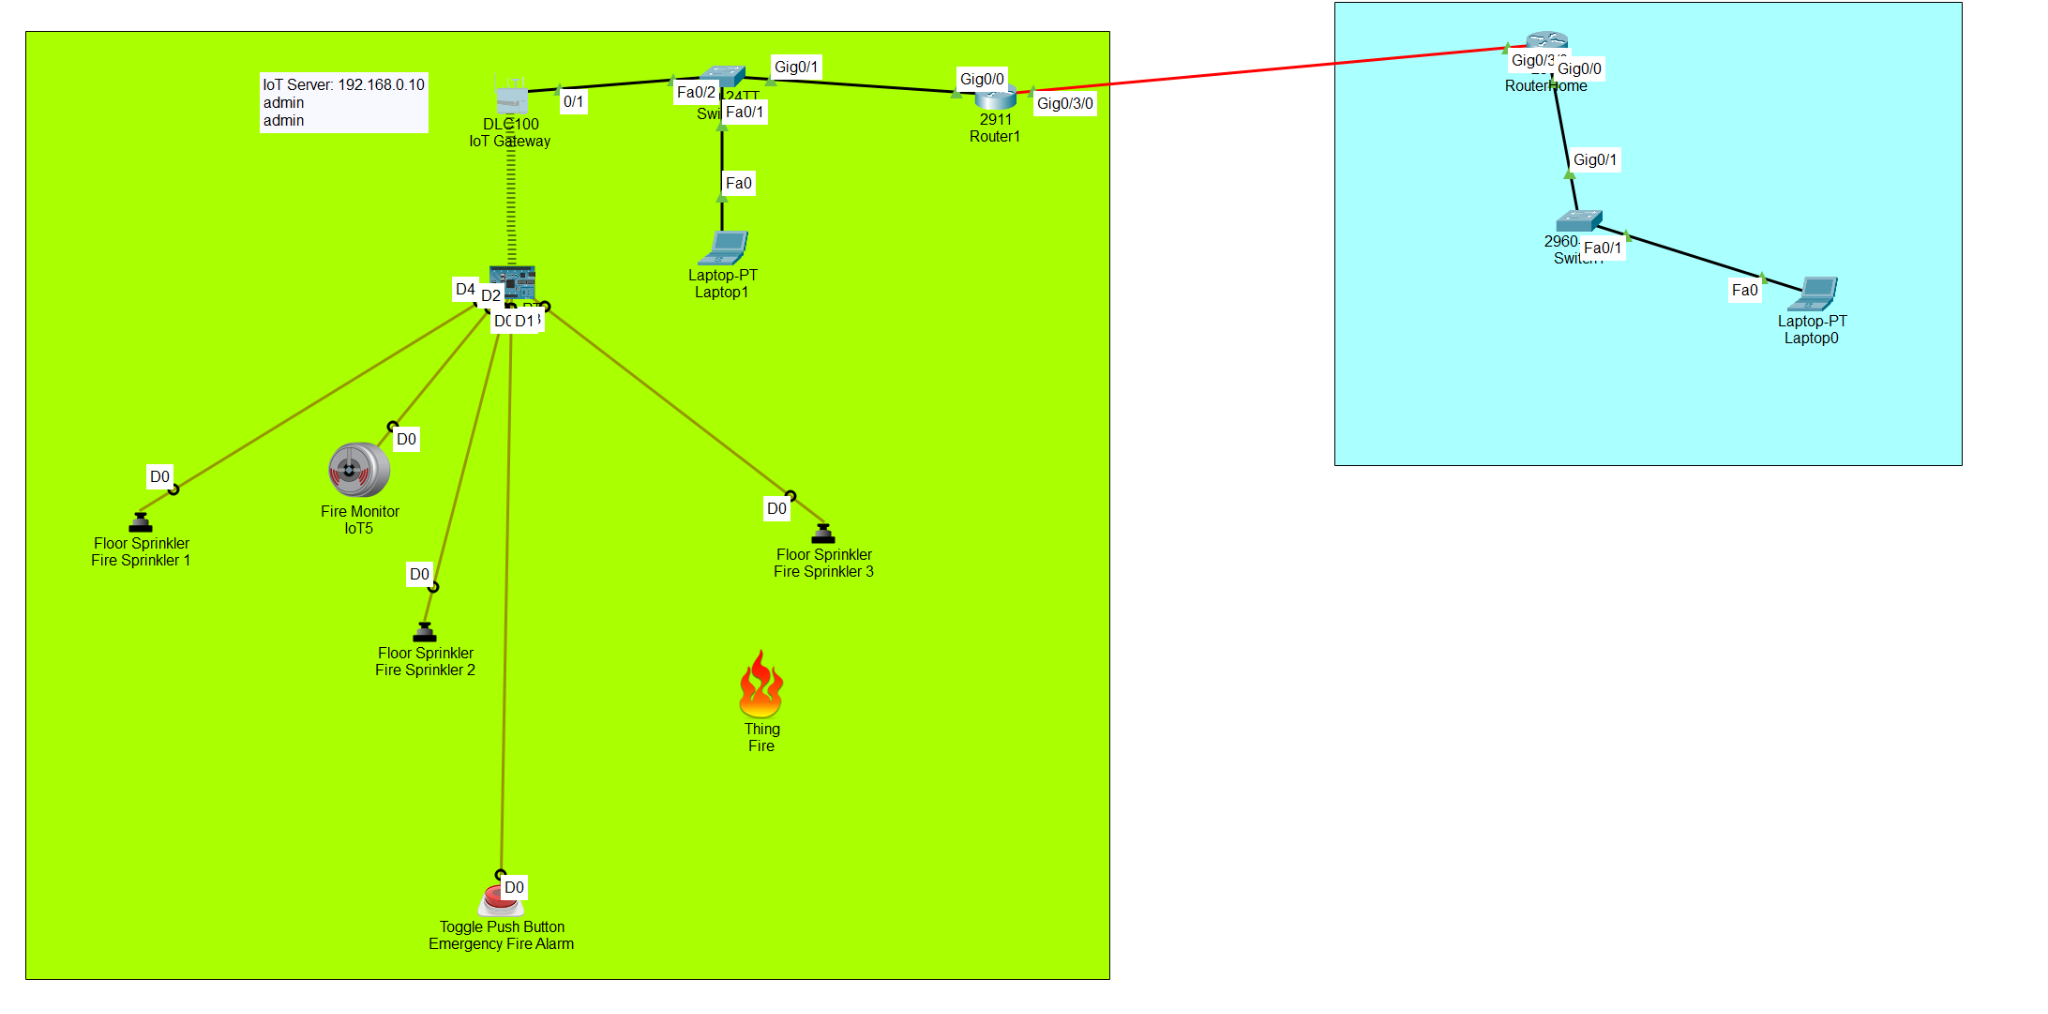 IoT Server: 192.168.0.10
admin
admin
DLC100
IoT Gateway
0/1
Fa0/2
Gig0/1
24TT
Fa0/1
Gig0/0
2911
Router1
Gig0/3/0
Fa0
Laptop-PT
Laptop1
D4
D2
D1
D0
Floor Sprinkler
Fire Sprinkler 1
D0
Fire Monitor
IoT5
D0
Floor Sprinkler
Fire Sprinkler 2
D0
Floor Sprinkler
Fire Sprinkler 3
Thing
Fire
D0
Toggle Push Button
Emergency Fire Alarm
Gig0/0
RouterHome
Gig0/1
2960
Fa0/1
Fa0
Laptop-PT
Laptop0